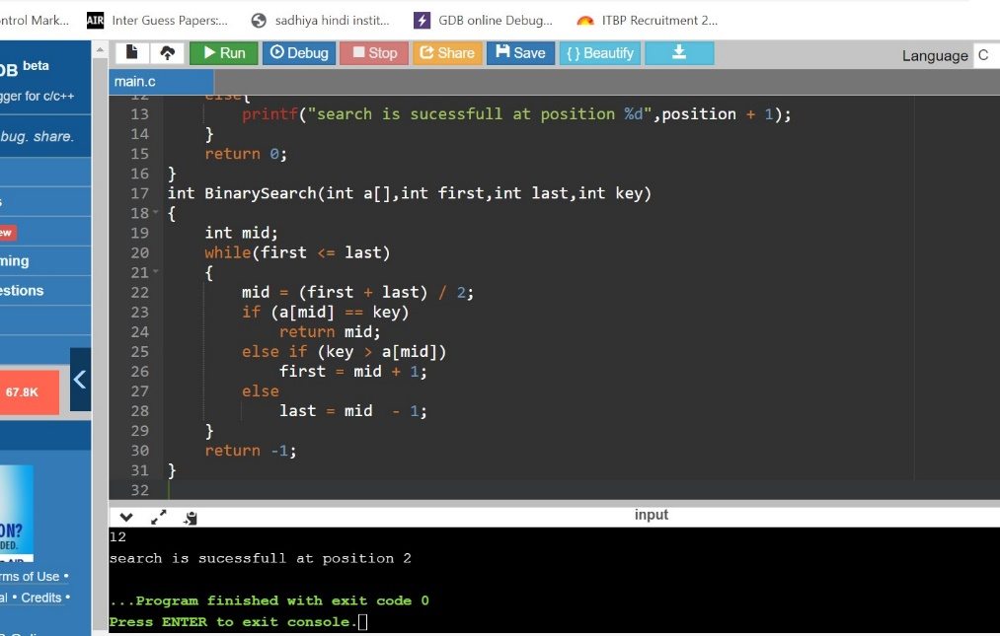 ntrol Mark... AIR Inter Guess Papers:... sadhiya hindi instit... GDB online Debug... ITBP Recruitment 2...
DB beta
gger for c/c++
bug. share.
ew
ning
estions
67.8K
ON?
DED.
rms of Use •
al • Credits •
Run Debug Stop Share Save {} Beautify Language C
main.c
12 else{
13 printf("search is sucessfull at position %d",position + 1);
14 }
15 return 0;
16 }
17 int BinarySearch(int a[],int first,int last,int key)
18 {
19 int mid;
20 while(first <= last)
21 {
22 mid = (first + last) / 2;
23 if (a[mid] == key)
24 return mid;
25 else if (key > a[mid])
26 first = mid + 1;
27 else
28 last = mid  - 1;
29 }
30 return -1;
31 }
32
input
12
search is sucessfull at position 2
...Program finished with exit code 0
Press ENTER to exit console.